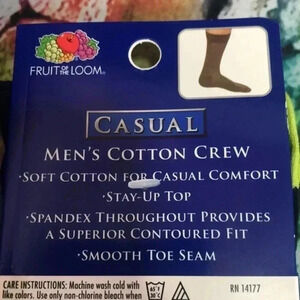 FRUIT OF THE LOOM®
CASUAL
MEN'S COTTON CREW
·SOFT COTTON FOR CASUAL COMFORT
·STAY-UP TOP
·SPANDEX THROUGHOUT PROVIDES
A SUPERIOR CONTOURED FIT
·SMOOTH TOE SEAM
CARE INSTRUCTIONS: Machine wash cold with
like colors. Use only non-chlorine bleach when
RN 14177